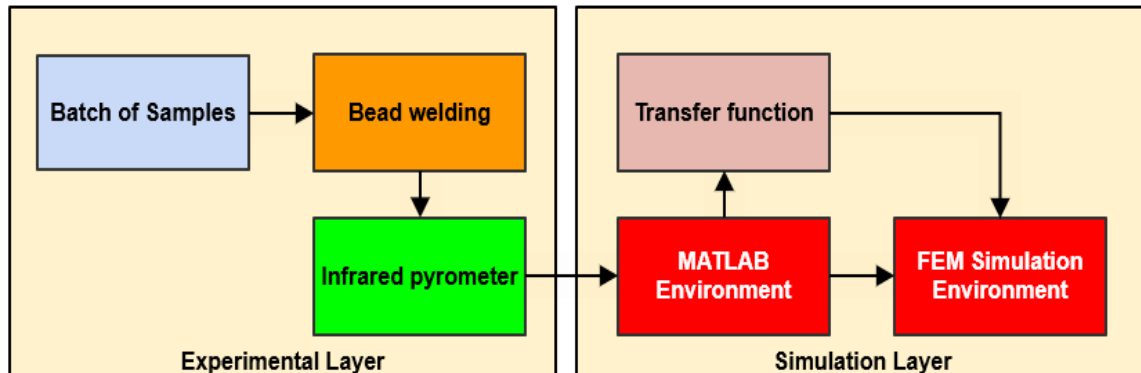 Batch of Samples
Bead welding
Infrared pyrometer
Experimental Layer
Transfer function
MATLAB
Environment
FEM Simulation
Environment
Simulation Layer